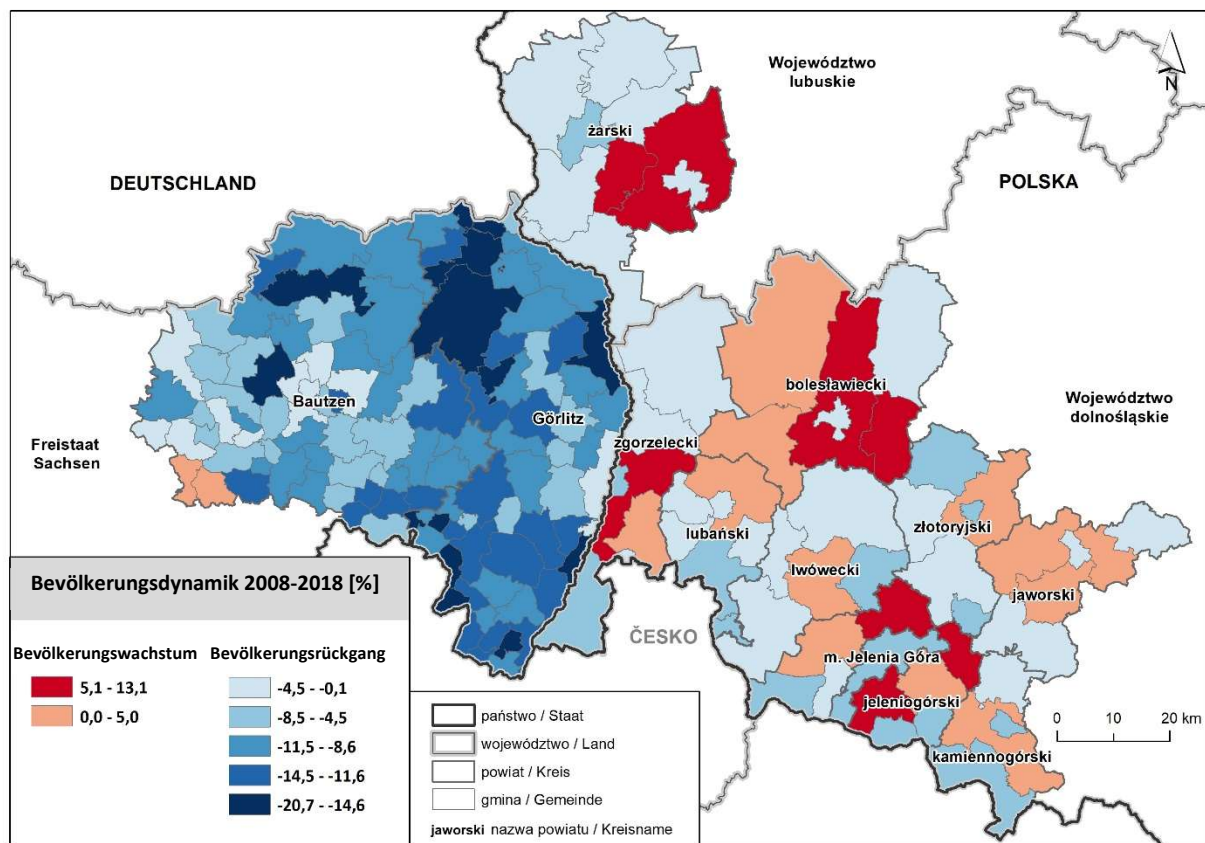 Województwo
lubuskie
N
żarski
DEUTSCHLAND
POLSKA
bolesławiecki
Województwo
dolnośląskie
Bautzen
Görlitz
Freistaat
Sachsen
zgorzelecki
złotoryjski
lubański
lwówecki
jaworski
ČESKO
m. Jelenia Góra
jeleniogórski
kamiennogórski
0 10 20 km
Bevölkerungsdynamik 2008-2018 [%]
Bevölkerungswachstum
5,1 - 13,1
0,0 - 5,0
Bevölkerungsrückgang
-4,5 - -0,1
-8,5 - -4,5
-11,5 - -8,6
-14,5 - -11,6
-20,7 - -14,6
państwo / Staat
województwo / Land
powiat / Kreis
gmina / Gemeinde
jaworski nazwa powiatu / Kreisname